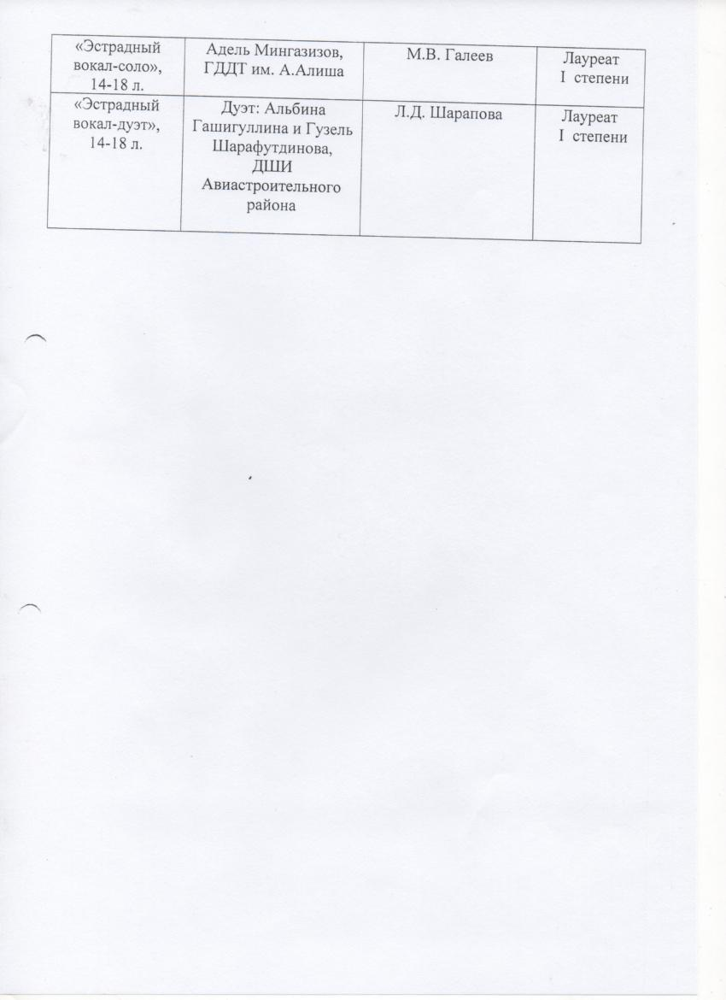 «Эстрадный
вокал-соло»,
14-18 л.
Адель Мингазизов,
ГДДТ им. А.Алиша
М.В. Галеев
Лауреат
I степени
«Эстрадный
вокал-дуэт»,
14-18 л.
Дуэт: Альбина
Гашигуллина и Гузель
Шарафутдинова,
ДШИ
Авиастроительного
района
Л.Д. Шарапова
Лауреат
I степени